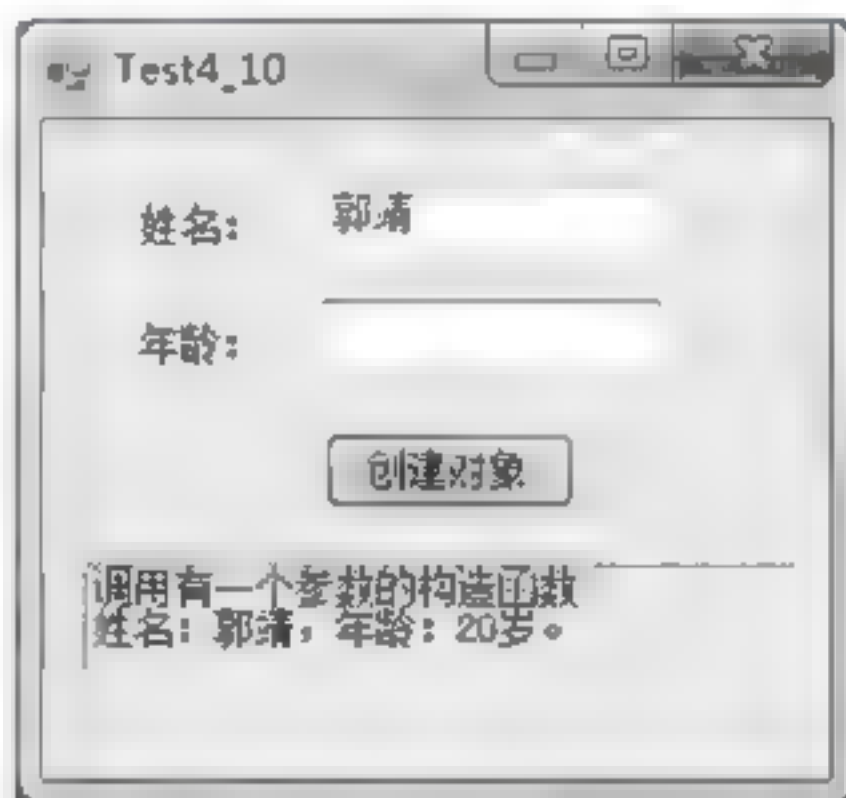 Test4_10
姓名： 郭靖
年龄：
创建对象
调用有一个参数的构造函数
姓名：郭靖，年龄：20岁。